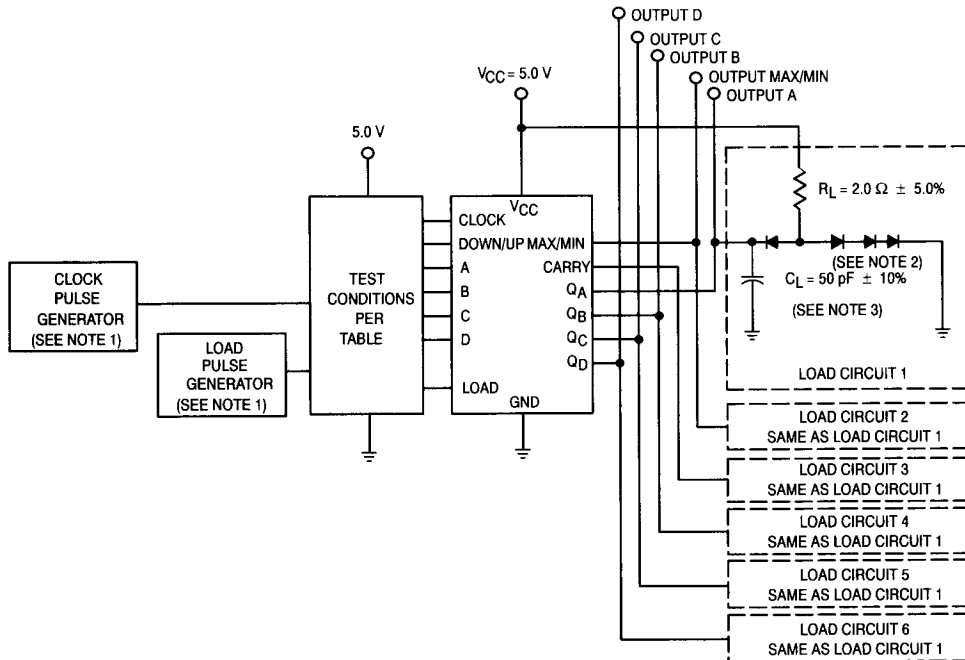 OUTPUT D
OUTPUT C
OUTPUT B
OUTPUT MAX/MIN
OUTPUT A
VCC = 5.0 V
5.0 V
RL = 2.0 Ω ± 5.0%
VCC
CLOCK
DOWN/UP MAX/MIN
CARRY
A
QA
B
QB
C
QC
D
QD
LOAD
GND
TEST
CONDITIONS
PER
TABLE
CLOCK
PULSE
GENERATOR
(SEE NOTE 1)
LOAD
PULSE
GENERATOR
(SEE NOTE 1)
(SEE NOTE 2)
CL = 50 pF ± 10%
(SEE NOTE 3)
LOAD CIRCUIT 1
LOAD CIRCUIT 2
SAME AS LOAD CIRCUIT 1
LOAD CIRCUIT 3
SAME AS LOAD CIRCUIT 1
LOAD CIRCUIT 4
SAME AS LOAD CIRCUIT 1
LOAD CIRCUIT 5
SAME AS LOAD CIRCUIT 1
LOAD CIRCUIT 6
SAME AS LOAD CIRCUIT 1